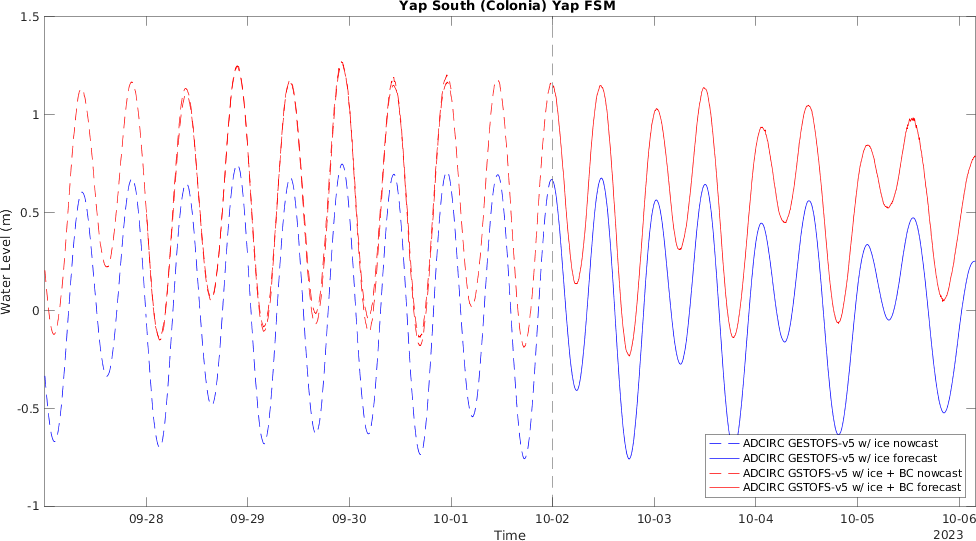 Yap South (Colonia) Yap FSM
1.5
1
0.5
0
-0.5
-1
Water Level (m)
ADCIRC GESTOFS-v5 w/ ice nowcast
ADCIRC GESTOFS-v5 w/ ice forecast
ADCIRC GSTOFS-v5 w/ ice + BC nowcast
ADCIRC GSTOFS-v5 w/ ice + BC forecast
09-28 09-29 09-30 10-01 10-02 10-03 10-04 10-05 10-06
Time
2023